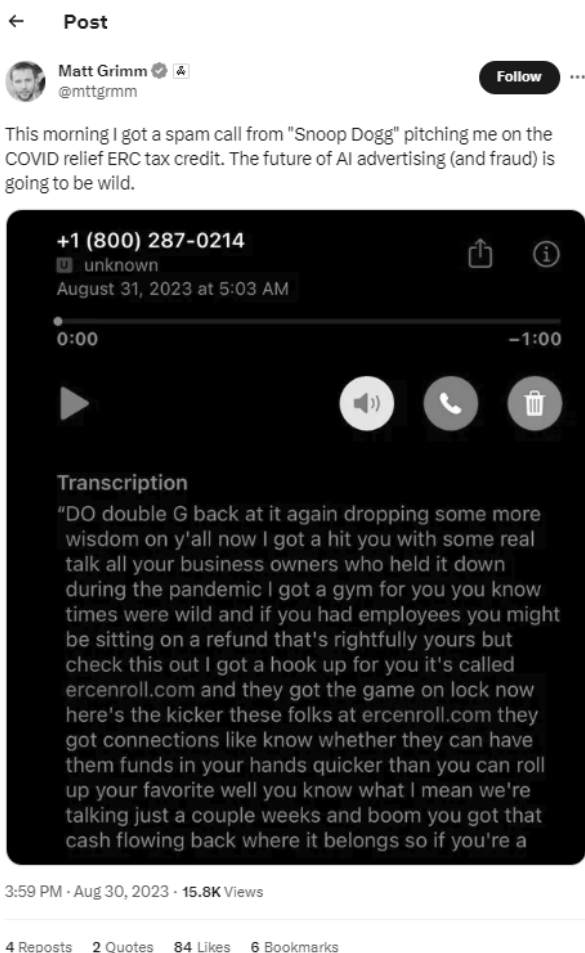 Post
Matt Grimm
@mttgrmm
Follow
This morning I got a spam call from "Snoop Dogg" pitching me on the
COVID relief ERC tax credit. The future of AI advertising (and fraud) is
going to be wild.
+1 (800) 287-0214
U unknown
August 31, 2023 at 5:03 AM
0:00
−1:00
Transcription
“DO double G back at it again dropping some more
wisdom on y'all now I got a hit you with some real
talk all your business owners who held it down
during the pandemic I got a gym for you you know
times were wild and if you had employees you might
be sitting on a refund that's rightfully yours but
check this out I got a hook up for you it's called
ercenroll.com and they got the game on lock now
here's the kicker these folks at ercenroll.com they
got connections like know whether they can have
them funds in your hands quicker than you can roll
up your favorite well you know what I mean we're
talking just a couple weeks and boom you got that
cash flowing back where it belongs so if you're a
3:59 PM · Aug 30, 2023 · 15.8K Views
4 Reposts 2 Quotes 84 Likes 6 Bookmarks